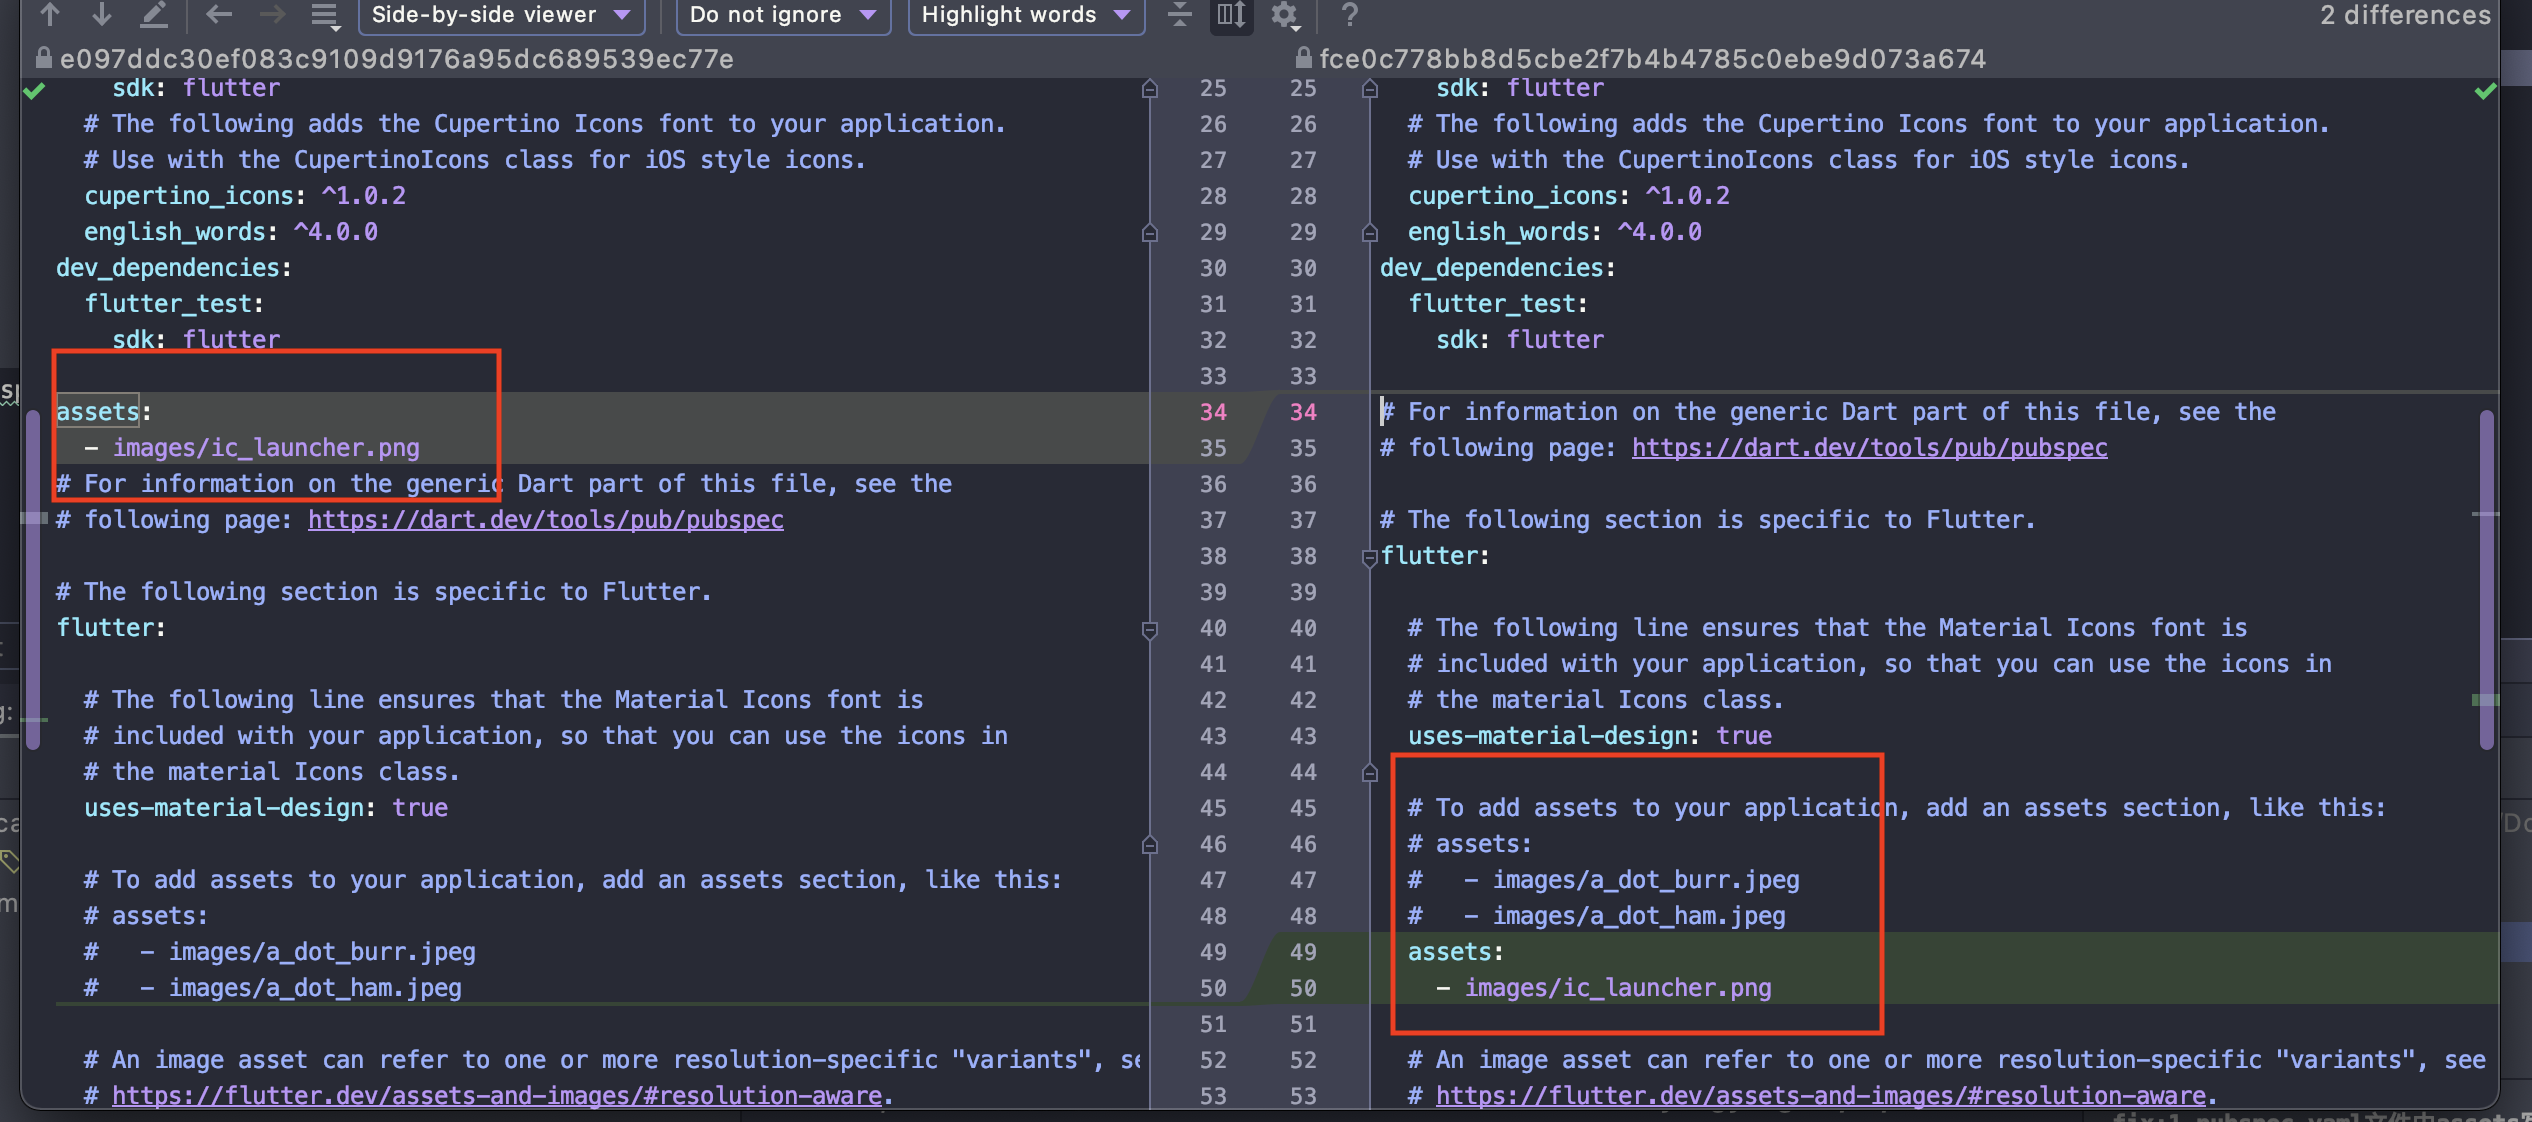 Side-by-side viewer
Do not ignore
Highlight words
?
2 differences
e097ddc30ef083c9109d9176a95dc689539ec77e
fce0c778bb8d5cbe2f7b4b4785c0ebe9d073a674
sdk: flutter
# The following adds the Cupertino Icons font to your application.
# Use with the CupertinoIcons class for iOS style icons.
cupertino_icons: ^1.0.2
english_words: ^4.0.0
dev_dependencies:
flutter_test:
sdk: flutter
assets:
- images/ic_launcher.png
# For information on the generic Dart part of this file, see the
# following page: https://dart.dev/tools/pub/pubspec
# The following section is specific to Flutter.
flutter:
# The following line ensures that the Material Icons font is
# included with your application, so that you can use the icons in
# the material Icons class.
uses-material-design: true
# To add assets to your application, add an assets section, like this:
# assets:
#   - images/a_dot_burr.jpeg
#   - images/a_dot_ham.jpeg
# An image asset can refer to one or more resolution-specific "variants", se
# https://flutter.dev/assets-and-images/#resolution-aware.
25 25
26 26
27 27
28 28
29 29
30 30
31 31
32 32
33 33
34 34
35 35
36 36
37 37
38 38
39 39
40 40
41 41
42 42
43 43
44 44
45 45
46 46
47 47
48 48
49 49
50 50
51 51
52 52
53 53
sdk: flutter
# The following adds the Cupertino Icons font to your application.
# Use with the CupertinoIcons class for iOS style icons.
cupertino_icons: ^1.0.2
english_words: ^4.0.0
dev_dependencies:
flutter_test:
sdk: flutter
# For information on the generic Dart part of this file, see the
# following page: https://dart.dev/tools/pub/pubspec
# The following section is specific to Flutter.
flutter:
# The following line ensures that the Material Icons font is
# included with your application, so that you can use the icons in
# the material Icons class.
uses-material-design: true
# To add assets to your application, add an assets section, like this:
# assets:
#   - images/a_dot_burr.jpeg
#   - images/a_dot_ham.jpeg
assets:
- images/ic_launcher.png
# An image asset can refer to one or more resolution-specific "variants", see
# https://flutter.dev/assets-and-images/#resolution-aware.